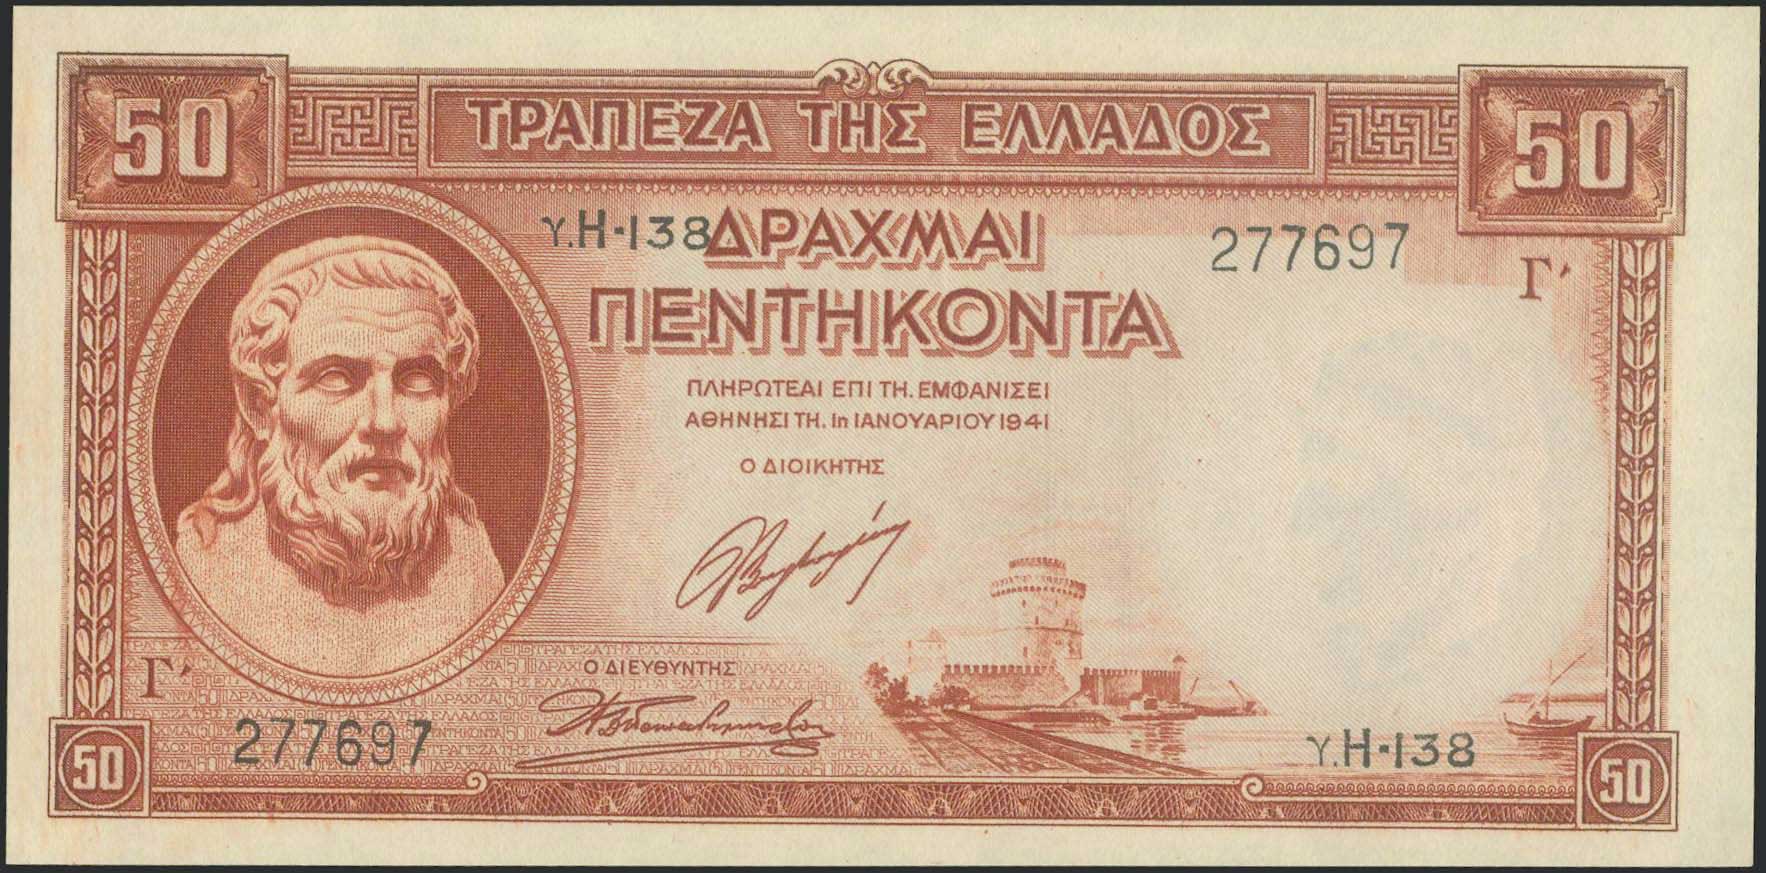 50 ΤΡΑΠΕΖΑ ΤΗΣ ΕΛΛΑΔΟΣ 50
Υ.Η-138 ΔΡΑΧΜΑΙ 277697
Γ΄
ΠΕΝΤΗΚΟΝΤΑ
ΠΛΗΡΩΤΕΑΙ ΕΠΙ ΤΗ. ΕΜΦΑΝΙΣΕΙ
ΑΘΗΝΗΣΙ ΤΗ. 1η ΙΑΝΟΥΑΡΙΟΥ 1941
Ο ΔΙΟΙΚΗΤΗΣ
Γ΄ Ο ΔΙΕΥΘΥΝΤΗΣ
277697 Υ.Η-138
50 50